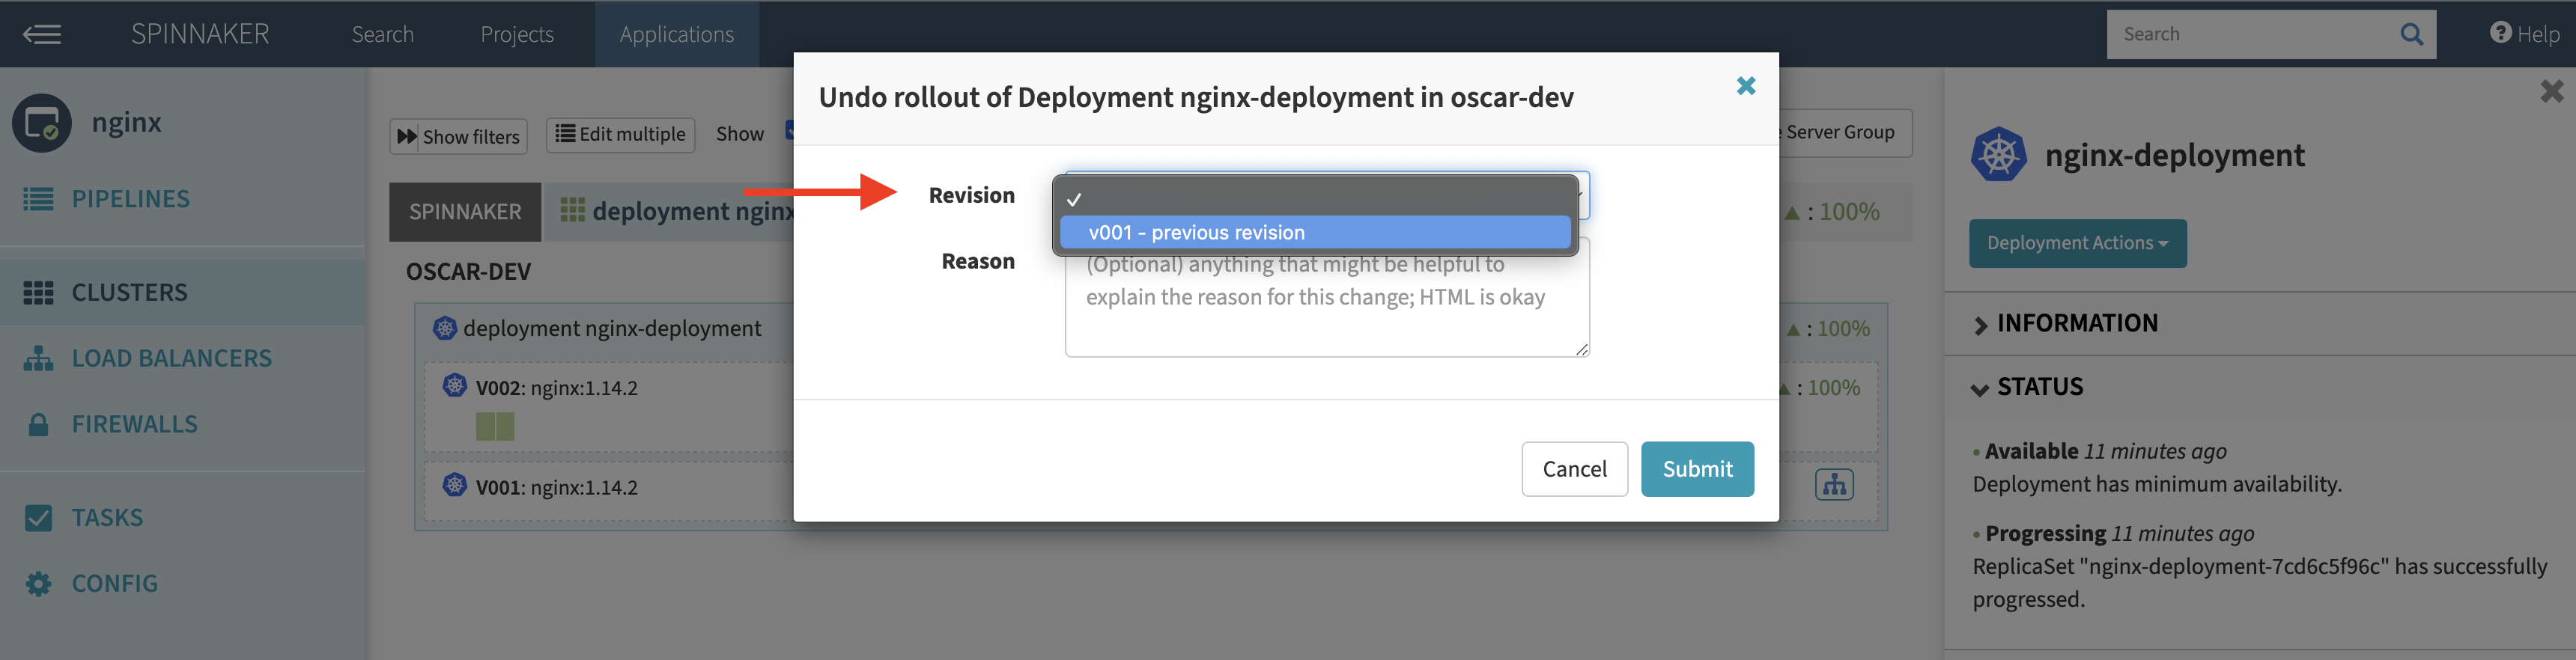 SPINNAKER
Search
Projects
Applications
Search
Help
nginx
PIPELINES
CLUSTERS
LOAD BALANCERS
FIREWALLS
TASKS
CONFIG
Show filters
Edit multiple
Show
Server Group
SPINNAKER
deployment nginx
: 100%
OSCAR-DEV
deployment nginx-deployment
: 100%
V002: nginx:1.14.2
: 100%
V001: nginx:1.14.2
Undo rollout of Deployment nginx-deployment in oscar-dev
Revision
v001 - previous revision
Reason
(Optional) anything that might be helpful to
explain the reason for this change; HTML is okay
Cancel
Submit
nginx-deployment
Deployment Actions
INFORMATION
STATUS
• Available 11 minutes ago
Deployment has minimum availability.
• Progressing 11 minutes ago
ReplicaSet "nginx-deployment-7cd6c5f96c" has successfully
progressed.